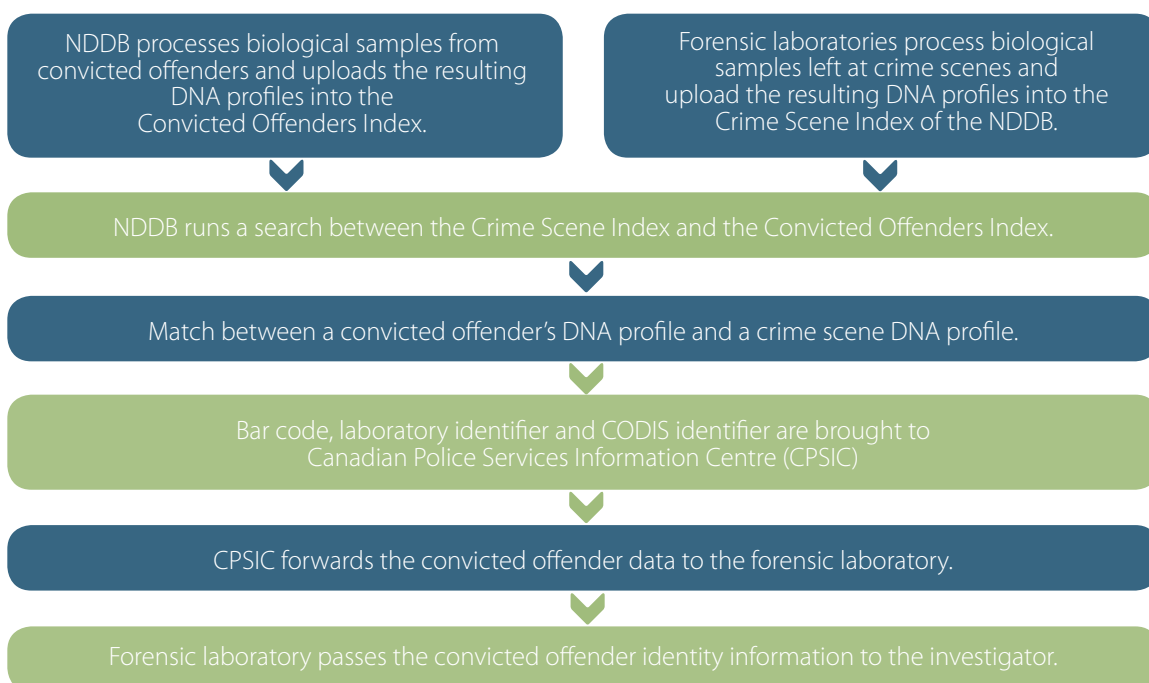 NDDB processes biological samples from
convicted offenders and uploads the resulting
DNA profiles into the
Convicted Offenders Index.
Forensic laboratories process biological
samples left at crime scenes and
upload the resulting DNA profiles into the
Crime Scene Index of the NDDB.
NDDB runs a search between the Crime Scene Index and the Convicted Offenders Index.
Match between a convicted offender’s DNA profile and a crime scene DNA profile.
Bar code, laboratory identifier and CODIS identifier are brought to
Canadian Police Services Information Centre (CPSIC)
CPSIC forwards the convicted offender data to the forensic laboratory.
Forensic laboratory passes the convicted offender identity information to the investigator.